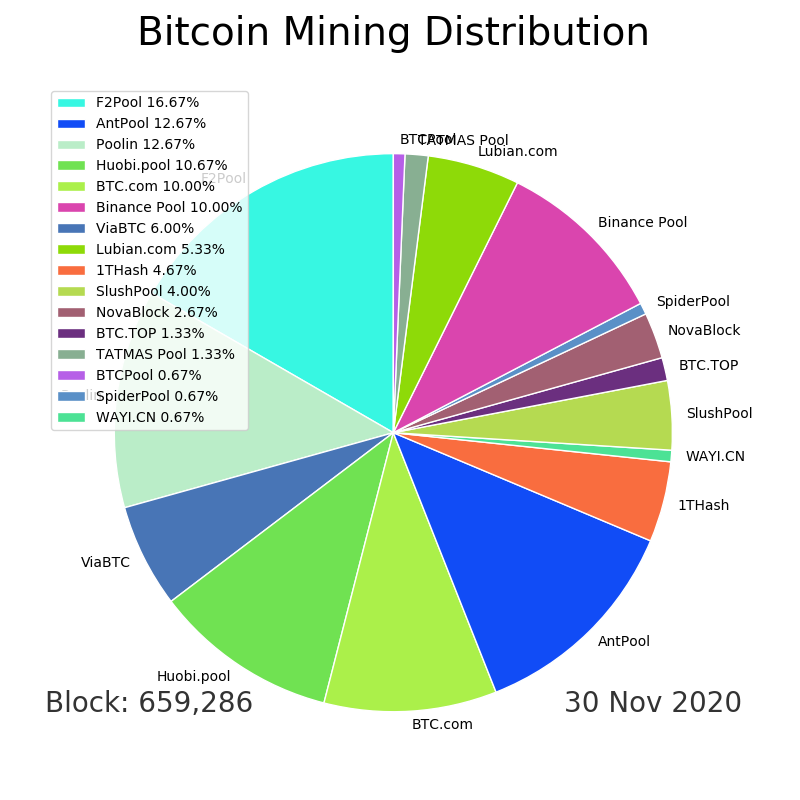 Bitcoin Mining Distribution
F2Pool 16.67%
AntPool 12.67%
Poolin 12.67%
Huobi.pool 10.67%
BTC.com 10.00%
Binance Pool 10.00%
ViaBTC 6.00%
Lubian.com 5.33%
1THash 4.67%
SlushPool 4.00%
NovaBlock 2.67%
BTC.TOP 1.33%
TATMAS Pool 1.33%
BTCPool 0.67%
SpiderPool 0.67%
WAYI.CN 0.67%
BTCPool
TATMAS Pool
Lubian.com
F2Pool
Binance Pool
SpiderPool
NovaBlock
BTC.TOP
Poolin
SlushPool
WAYI.CN
1THash
ViaBTC
AntPool
Huobi.pool
BTC.com
Block: 659,286
30 Nov 2020